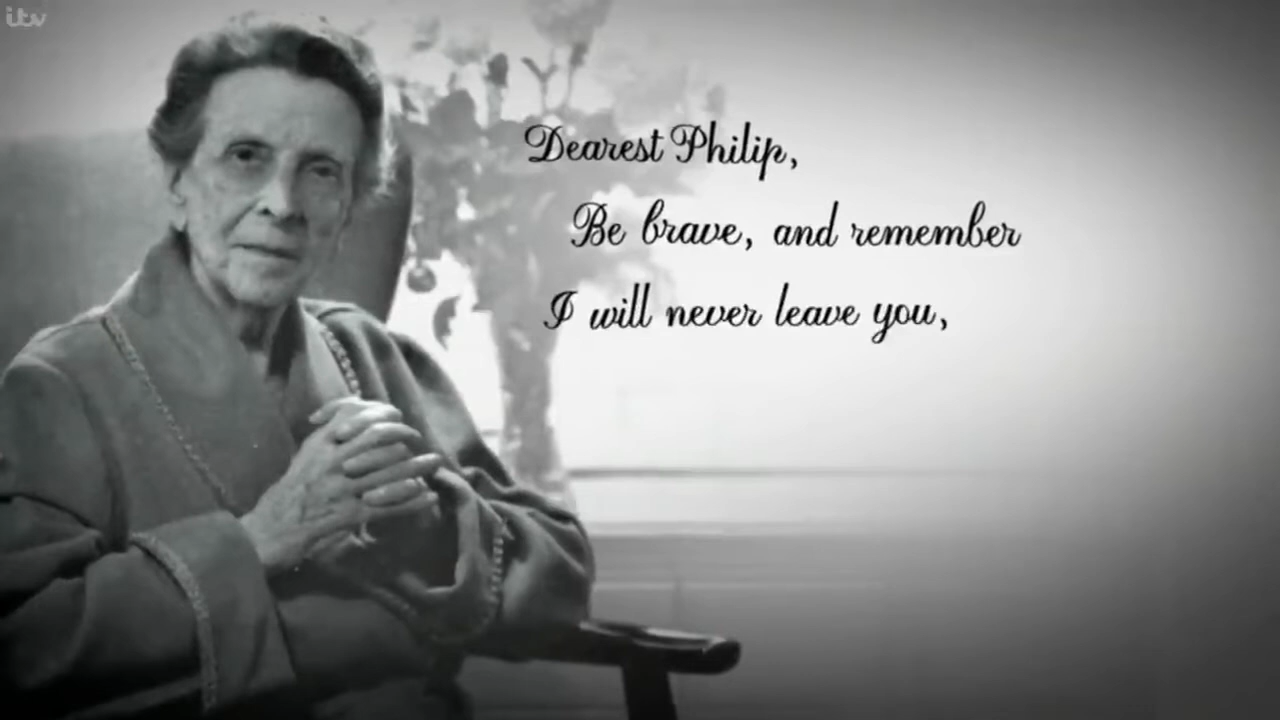 itv
Dearest Philip,
Be brave, and remember
I will never leave you,